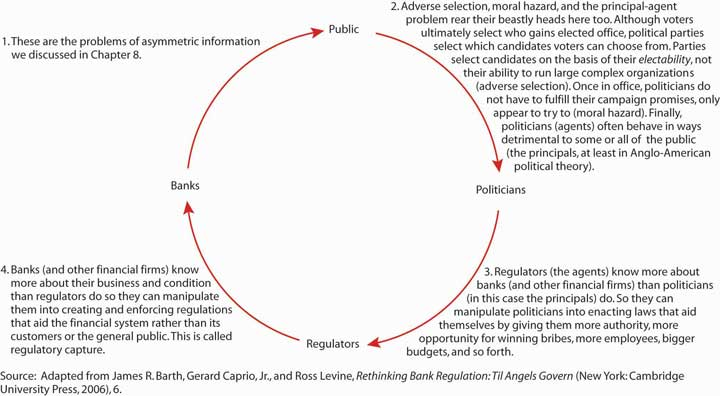 Public
1. These are the problems of asymmetric information
we discussed in Chapter 8.
2. Adverse selection, moral hazard, and the principal-agent
problem rear their beastly heads here too. Although voters
ultimately select who gains elected office, political parties
select which candidates voters can choose from. Parties
select candidates on the basis of their electability, not
their ability to run large complex organizations
(adverse selection). Once in office, politicians do
not have to fulfill their campaign promises, only
appear to try to (moral hazard). Finally,
politicians (agents) often behave in ways
detrimental to some or all of the public
(the principals, at least in Anglo-American
political theory).
Banks
Politicians
4. Banks (and other financial firms) know
more about their business and condition
than regulators do so they can manipulate
them into creating and enforcing regulations
that aid the financial system rather than its
customers or the general public. This is called
regulatory capture.
3. Regulators (the agents) know more about
banks (and other financial firms) than politicians
(in this case the principals) do. So they can
manipulate politicians into enacting laws that aid
themselves by giving them more authority, more
opportunity for winning bribes, more employees, bigger
budgets, and so forth.
Regulators
Source: Adapted from James R. Barth, Gerard Caprio, Jr., and Ross Levine, Rethinking Bank Regulation: Til Angels Govern (New York: Cambridge
University Press, 2006), 6.